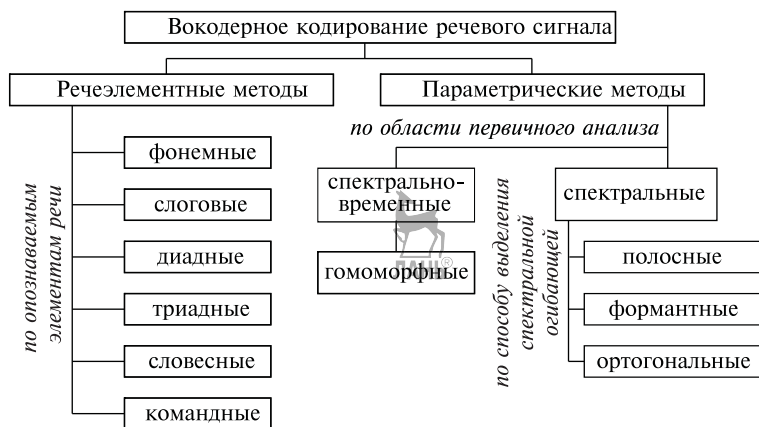 Вокодерное кодирование речевого сигнала
Речеэлементные методы
по опознаваемым
элементам речи
фонемные
слоговые
диадные
триадные
словесные
командные
Параметрические методы
по области первичного анализа
спектрально-
временные
гомоморфные
спектральные
по способу выделения
спектральной
огибающей
полосные
формантные
ортогональные
ЛАНЬ®